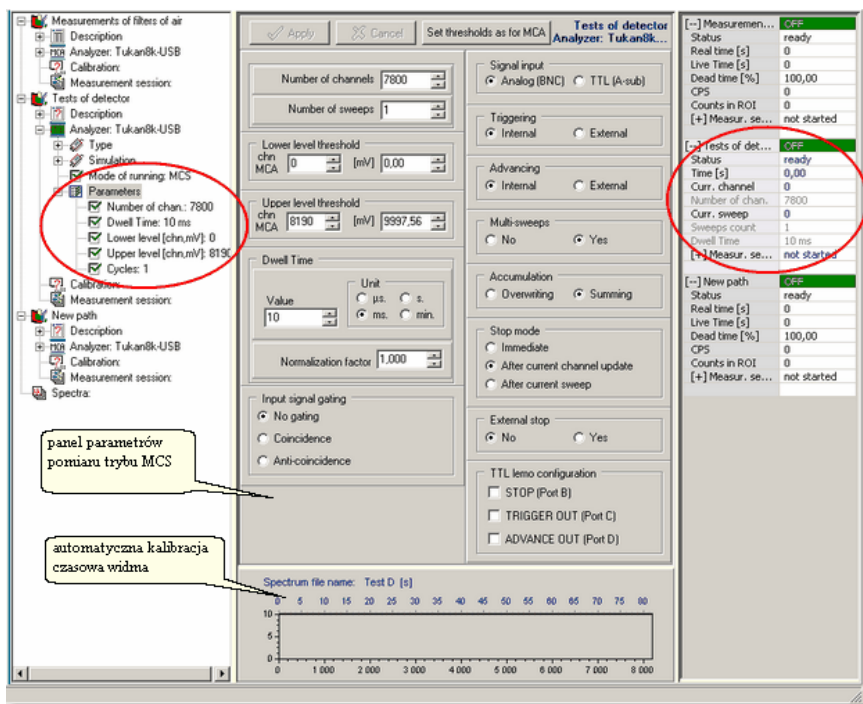 Measurements of filters of air
Description
Analyzer: Tukan8k-USB
Calibration:
Measurement session:
Tests of detector
Description
Analyzer: Tukan8k-USB
Type
Simulation
Mode of running: MCS
Parameters
Number of chan.: 7800
Dwell Time: 10 ms
Lower level [chn,mV]: 0
Upper level [chn,mV]: 8190
Cycles: 1
Calibration:
Measurement session:
New path
Description
Analyzer: Tukan8k-USB
Calibration:
Measurement session:
Spectra:
panel parametrów
pomiaru trybu MCS
automatyczna kalibracja
czasowa widma
Apply Cancel Set thresholds as for MCA
Tests of detector
Analyzer: Tukan8k...
Number of channels 7800
Number of sweeps 1
Lower level threshold
chn
MCA 0 [mV] 0,00
Upper level threshold
chn
MCA 8190 [mV] 9997,56
Dwell Time
Value
10
Unit
µs. s.
ms. min.
Normalization factor 1,000
Input signal gating
No gating
Coincidence
Anti-coincidence
Signal input
Analog (BNC) TTL (A-sub)
Triggering
Internal External
Advancing
Internal External
Multi-sweeps
No Yes
Accumulation
Overwriting Summing
Stop mode
Immediate
After current channel update
After current sweep
External stop
No Yes
TTL lemo configuration
STOP (Port B)
TRIGGER OUT (Port C)
ADVANCE OUT (Port D)
Spectrum file name: Test D [s]
0 5 10 15 20 25 30 35 40 45 50 55 60 65 70 75 80
10
5
0
0 1 000 2 000 3 000 4 000 5 000 6 000 7 000 8 000
[--] Measuremen... OFF
Status ready
Real time [s] 0
Live Time [s] 0
Dead time [%] 100,00
CPS 0
Counts in ROI 0
[+] Measur. se... not started
[--] Tests of det... OFF
Status ready
Time [s] 0,00
Curr. channel 0
Number of chan. 7800
Curr. sweep 0
Sweeps count 1
Dwell Time 10 ms
[+] Measur. se... not started
[--] New path OFF
Status ready
Real time [s] 0
Live Time [s] 0
Dead time [%] 100,00
CPS 0
Counts in ROI 0
[+] Measur. se... not started